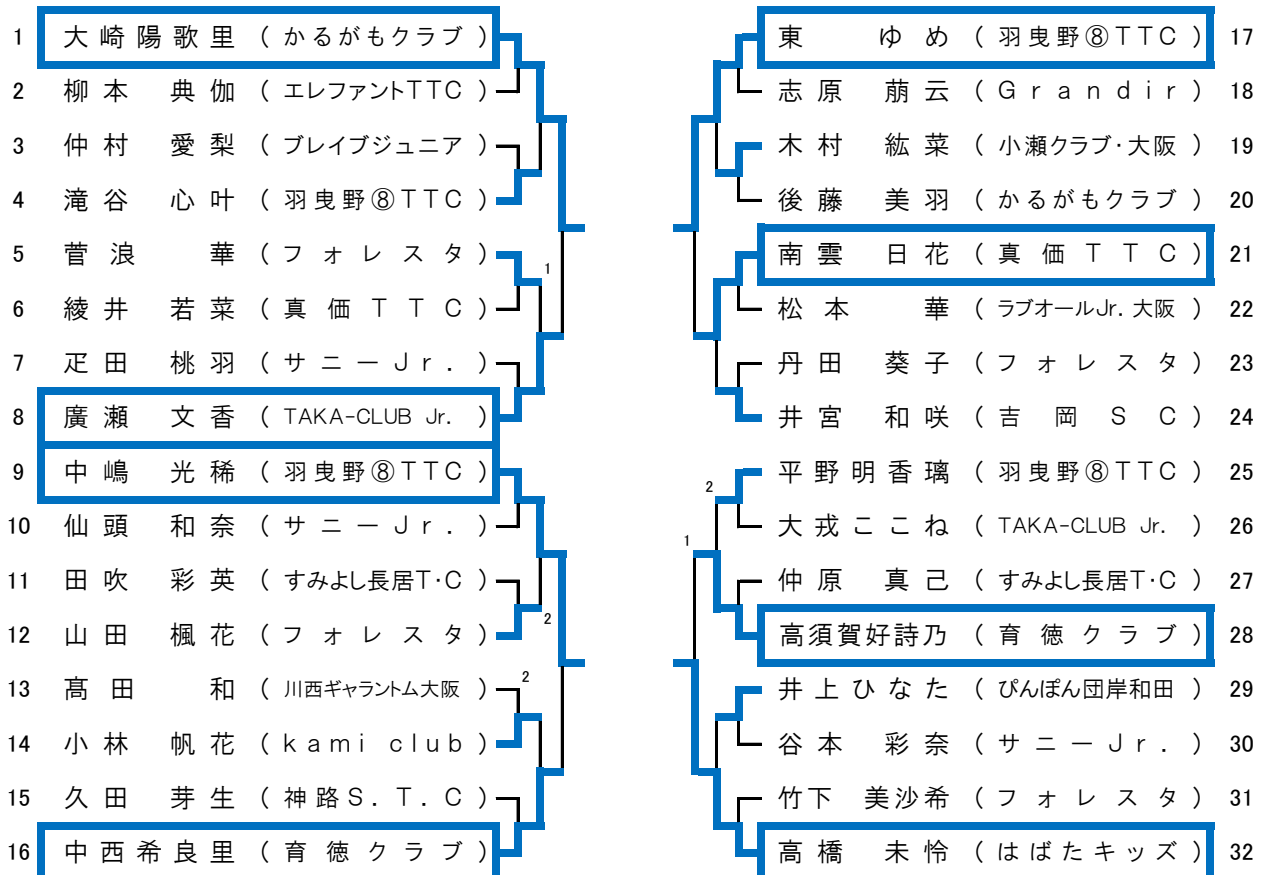 1 大崎陽歌里 (かるがもクラブ)
2 柳本 典伽 (エレファントTTC)
3 仲村 愛梨 (ブレイブジュニア)
4 滝谷 心叶 (羽曳野⑧TTC)
5 菅浪 華 (フォレスタ)
1
6 綾井 若菜 (真価TTC)
7 疋田 桃羽 (サニーJr.)
8 廣瀬 文香 (TAKA-CLUB Jr.)
9 中嶋 光稀 (羽曳野⑧TTC)
10 仙頭 和奈 (サニーJr.)
11 田吹 彩英 (すみよし長居T・C)
12 山田 楓花 (フォレスタ)
2
13 髙田 和 (川西ギャラントム大阪)
2
14 小林 帆花 (kami club)
15 久田 芽生 (神路S.T.C)
16 中西希良里 (育徳クラブ)
東 ゆめ (羽曳野⑧TTC) 17
志原 萠云 (Grandir) 18
木村 紘菜 (小瀬クラブ・大阪) 19
後藤 美羽 (かるがもクラブ) 20
南雲 日花 (真価TTC) 21
松本 華 (ラブオールJr.大阪) 22
丹田 葵子 (フォレスタ) 23
井宮 和咲 (吉岡SC) 24
平野明香璃 (羽曳野⑧TTC) 25
2
大戎ここね (TAKA-CLUB Jr.) 26
1
仲原 真己 (すみよし長居T・C) 27
高須賀好詩乃 (育徳クラブ) 28
井上ひなた (ぴんぽん団岸和田) 29
谷本 彩奈 (サニーJr.) 30
竹下 美沙希 (フォレスタ) 31
高橋 未怜 (はばたキッズ) 32